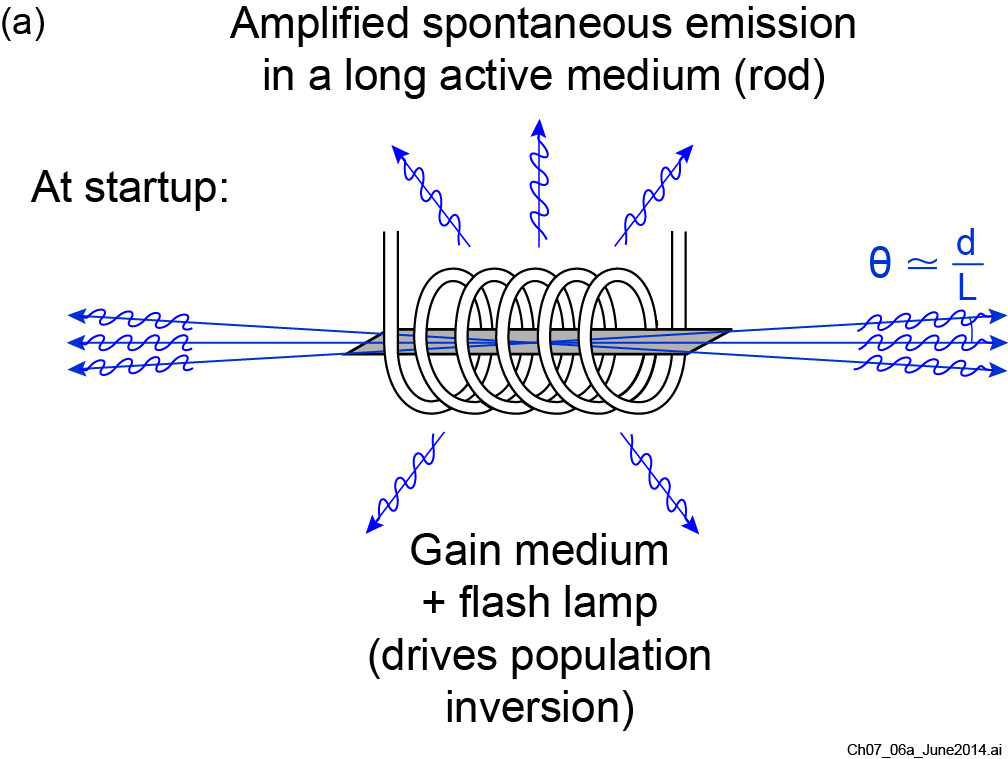 (a)
Amplified spontaneous emission
in a long active medium (rod)
At startup:
θ ≃ d/L
Gain medium
+ flash lamp
(drives population
inversion)
Ch07_06a_June2014.ai